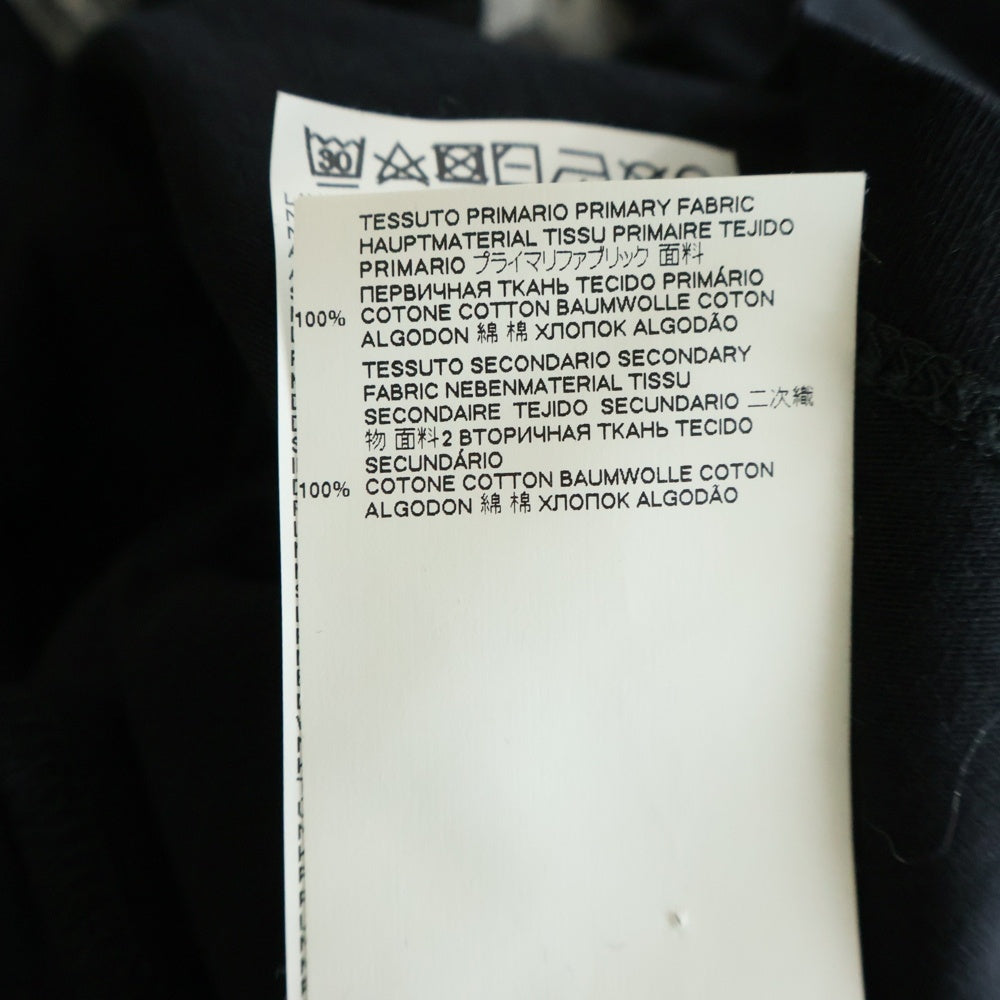 30
TESSUTO PRIMARIO PRIMARY FABRIC
HAUPTMATERIAL TISSU PRIMAIRE TEJIDO
PRIMARIO プライマリファブリック 面料
ПЕРВИЧНАЯ ТКАНЬ TECIDO PRIMÁRIO
100% COTONE COTTON BAUMWOLLE COTON
ALGODON 綿 棉 ХЛОПОК ALGODÃO
TESSUTO SECONDARIO SECONDARY
FABRIC NEBENMATERIAL TISSU
SECONDAIRE TEJIDO SECUNDARIO 二次織
物 面料2 ВТОРИЧНАЯ ТКАНЬ TECIDO
SECUNDÁRIO
100% COTONE COTTON BAUMWOLLE COTON
ALGODON 綿 棉 ХЛОПОК ALGODÃO